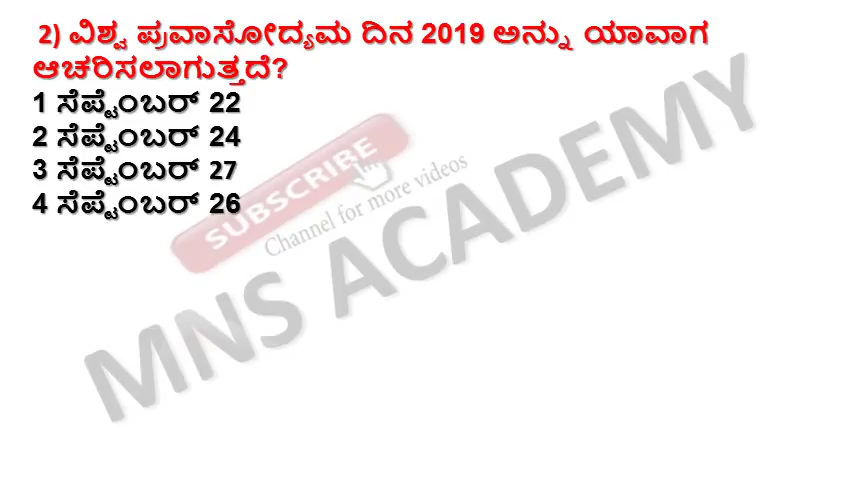 2) ವಿಶ್ವ ಪ್ರವಾಸೋದ್ಯಮ ದಿನ 2019 ಅನ್ನು ಯಾವಾಗ
ಆಚರಿಸಲಾಗುತ್ತದೆ?
1 ಸೆಪ್ಟೆಂಬರ್ 22
2 ಸೆಪ್ಟೆಂಬರ್ 24
3 ಸೆಪ್ಟೆಂಬರ್ 27
4 ಸೆಪ್ಟೆಂಬರ್ 26
SUBSCRIBE
Channel for more videos
MNS ACADEMY